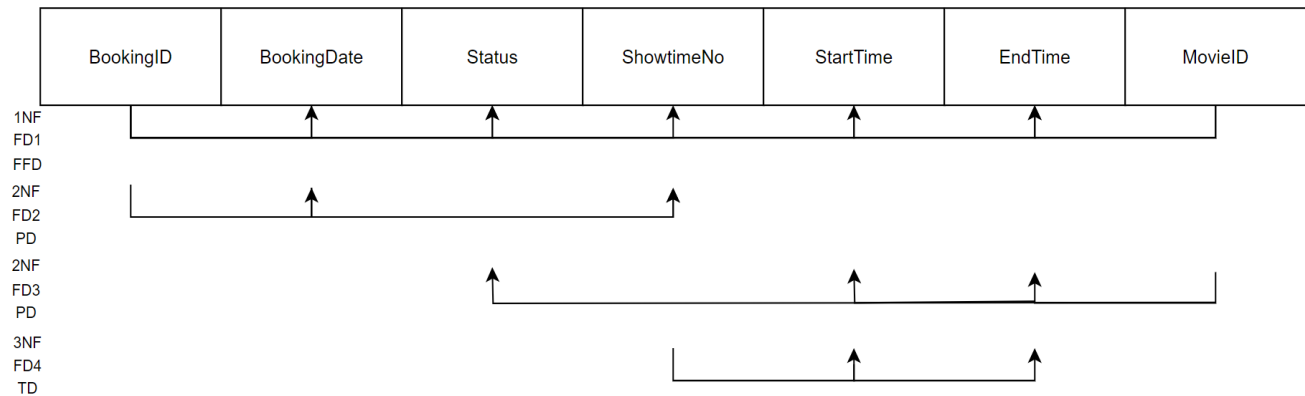 BookingID BookingDate Status ShowtimeNo StartTime EndTime MovieID
1NF
FD1
FFD
2NF
FD2
PD
2NF
FD3
PD
3NF
FD4
TD